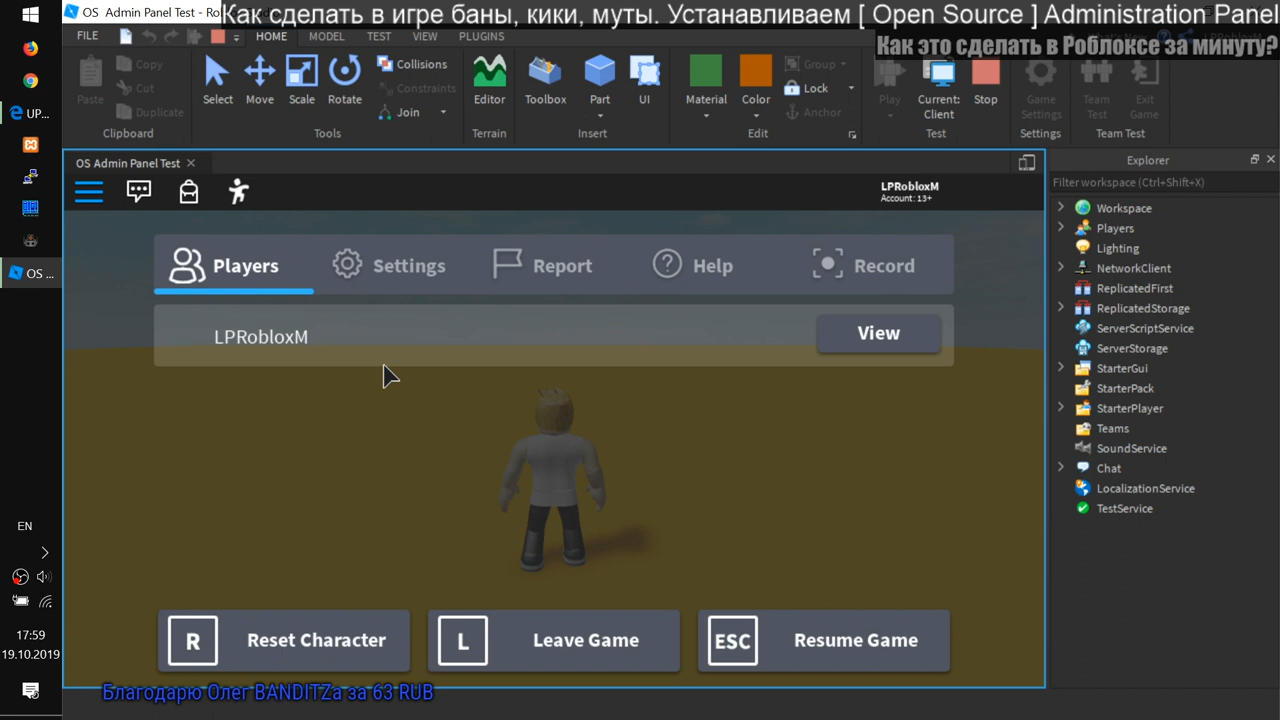 OS Admin Panel Test - Ro
Как сделать в игре баны, кики, муты. Устанавливаем [ Open Source ] Administration Panel
Как это сделать в Роблоксе за минуту?
FILE
HOME
MODEL
TEST
VIEW
PLUGINS
Paste
Copy
Cut
Duplicate
Clipboard
Select
Move
Scale
Rotate
Collisions
Constraints
Join
Tools
Editor
Terrain
Toolbox
Part
UI
Insert
Material
Color
Group
Lock
Anchor
Edit
Play
Current:
Client
Stop
Test
Game
Settings
Settings
Team
Test
Exit
Game
Team Test
UP...
OS ...
EN
17:59
19.10.2019
OS Admin Panel Test
LPRobloxM
Account: 13+
Players
Settings
Report
Help
Record
LPRobloxM
View
R
Reset Character
L
Leave Game
ESC
Resume Game
Благодарю Олег BANDITZa за 63 RUB
Explorer
Filter workspace (Ctrl+Shift+X)
Workspace
Players
Lighting
NetworkClient
ReplicatedFirst
ReplicatedStorage
ServerScriptService
ServerStorage
StarterGui
StarterPack
StarterPlayer
Teams
SoundService
Chat
LocalizationService
TestService